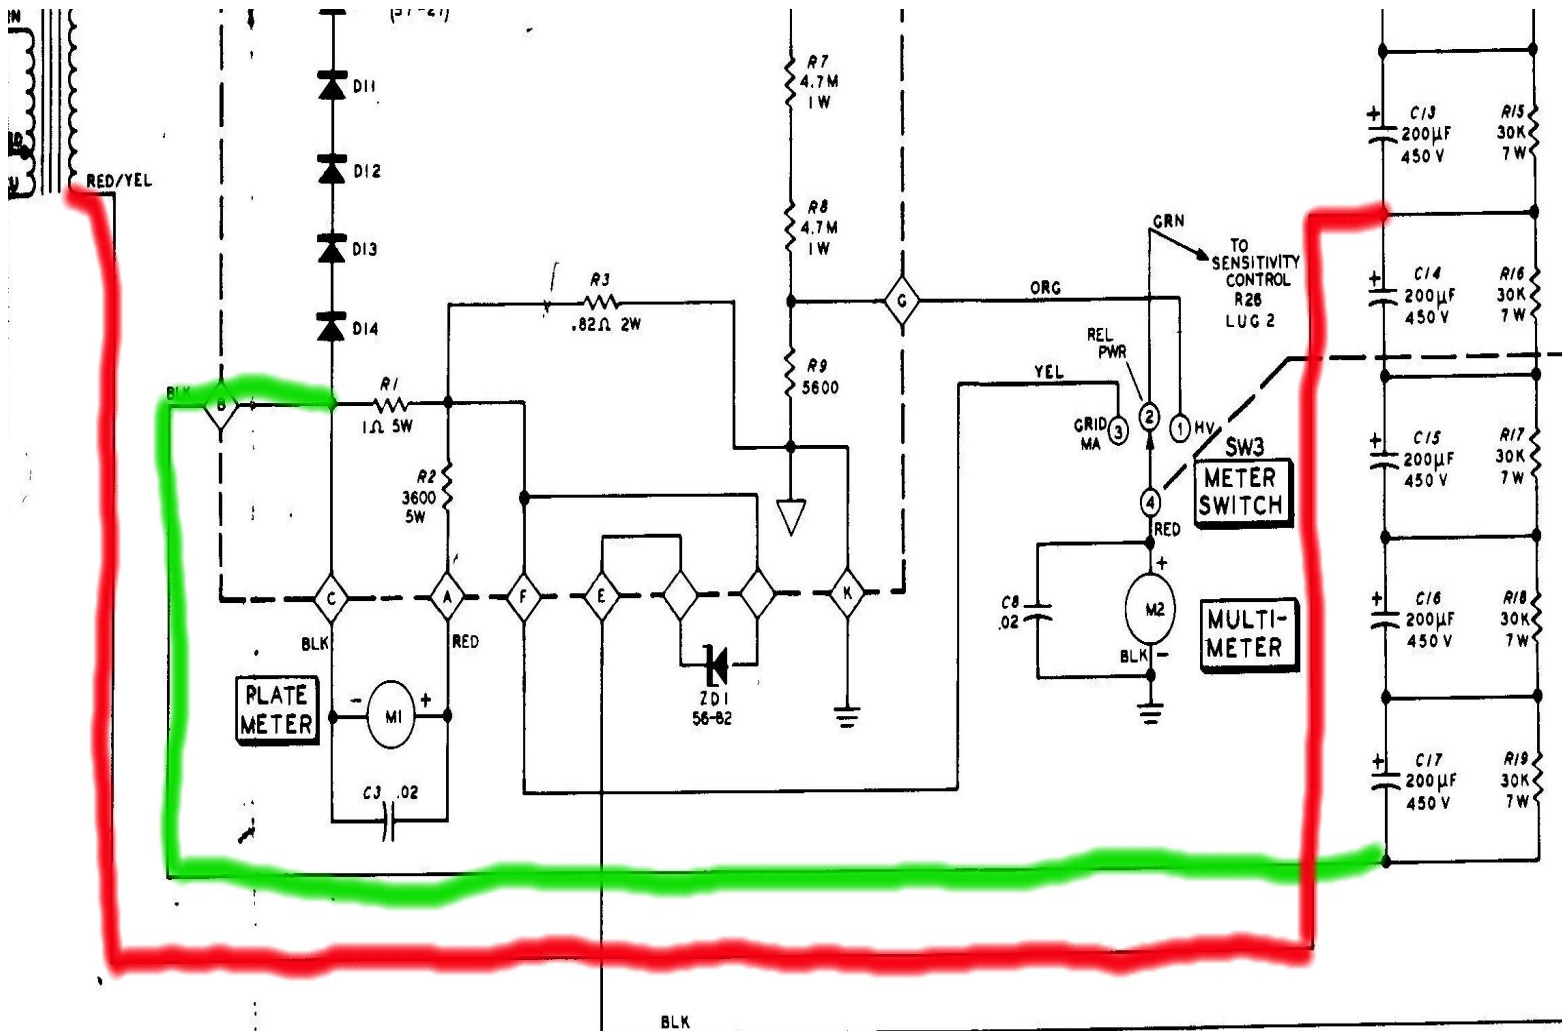 (57-27)
D11
D12
D13
D14
RED/YEL
BLK
B
R1
1Ω 5W
R2
3600
5W
R3
.82Ω 2W
R7
4.7M
1W
R8
4.7M
1W
R9
5600
G
ORG
GRN
TO
SENSITIVITY
CONTROL
R26
LUG 2
REL
PWR
YEL
GRID
MA
3
2
1
HV
4
RED
SW3
METER
SWITCH
C
A
F
E
K
BLK
RED
PLATE
METER
-
M1
+
C3 .02
ZD1
56-82
C8
.02
+
M2
BLK -
MULTI-
METER
+
C13
200µF
450V
R15
30K
7W
+
C14
200µF
450V
R16
30K
7W
+
C15
200µF
450V
R17
30K
7W
+
C16
200µF
450V
R18
30K
7W
+
C17
200µF
450V
R19
30K
7W
BLK